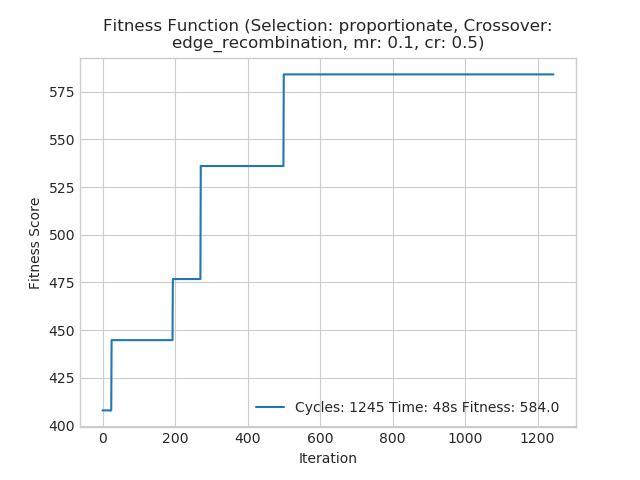 Fitness Function (Selection: proportionate, Crossover:
edge_recombination, mr: 0.1, cr: 0.5)
Fitness Score
575
550
525
500
475
450
425
400
Cycles: 1245 Time: 48s Fitness: 584.0
0 200 400 600 800 1000 1200
Iteration